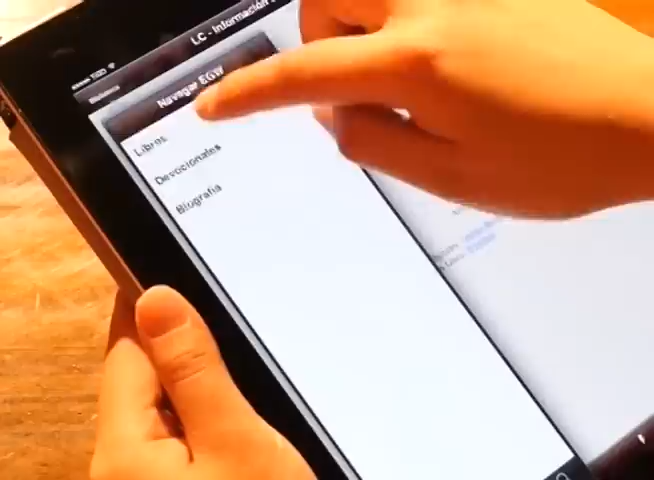 LC - Información
Biblioteca
Navegar EGW
Libros
Devocionales
Biografía